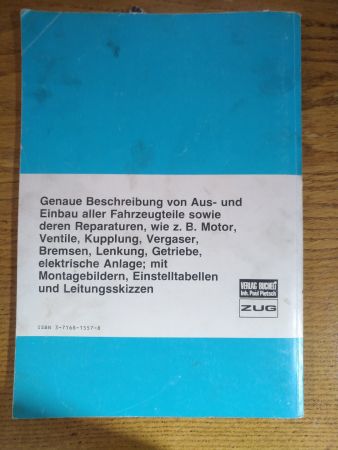 Genaue Beschreibung von Aus- und
Einbau aller Fahrzeugteile sowie
deren Reparaturen, wie z. B. Motor,
Ventile, Kupplung, Vergaser,
Bremsen, Lenkung, Getriebe,
elektrische Anlage; mit
Montagebildern, Einstelltabellen
und Leitungsskizzen
VERLAG BUCHELI
Inh. Paul Pietsch
ZUG
ISBN 3-7168-1557-8